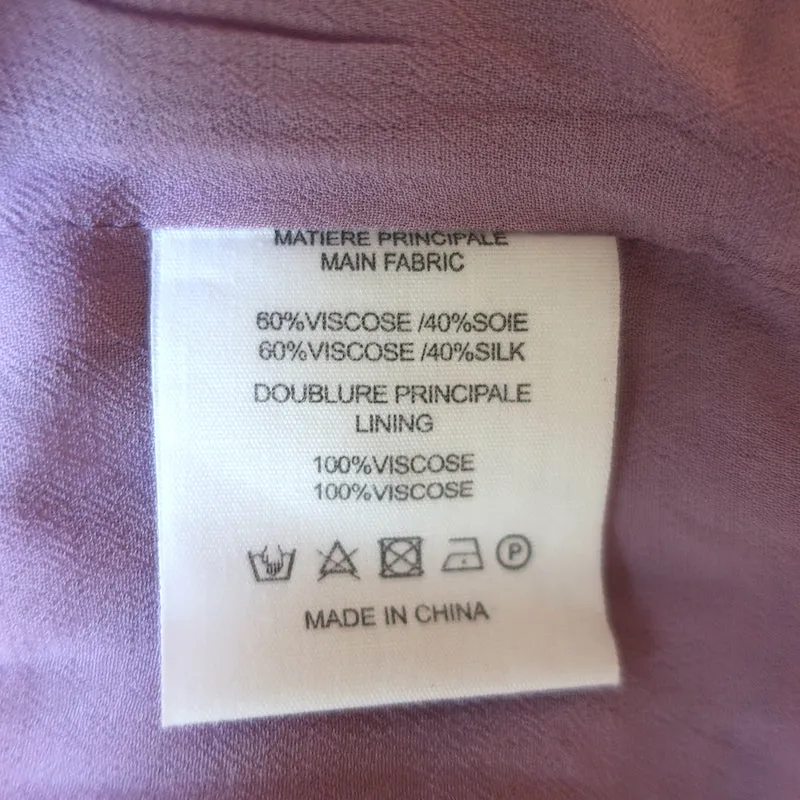 MATIERE PRINCIPALE
MAIN FABRIC
60%VISCOSE /40%SOIE
60%VISCOSE /40%SILK
DOUBLURE PRINCIPALE
LINING
100%VISCOSE
100%VISCOSE
P
MADE IN CHINA